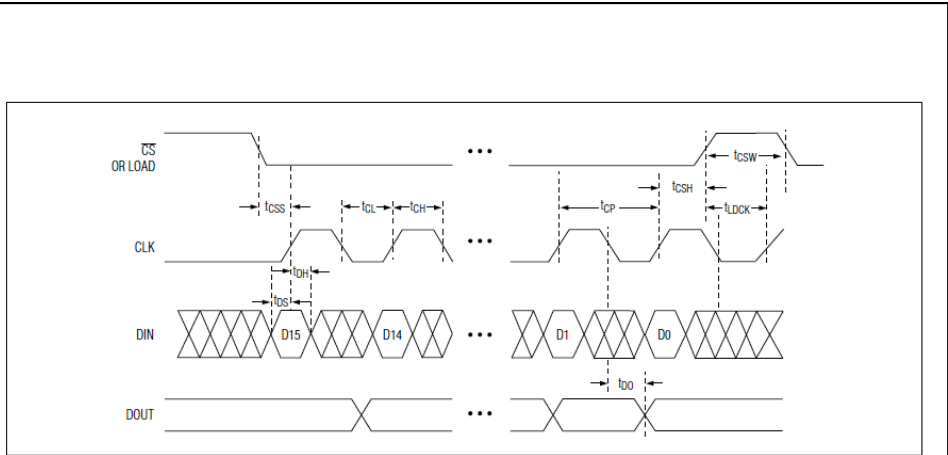 CS
OR LOAD
tCSS
tCL
tCH
tCP
tCSH
tCSW
tLDCK
CLK
tDH
tDS
DIN
D15
D14
D1
D0
tDO
DOUT